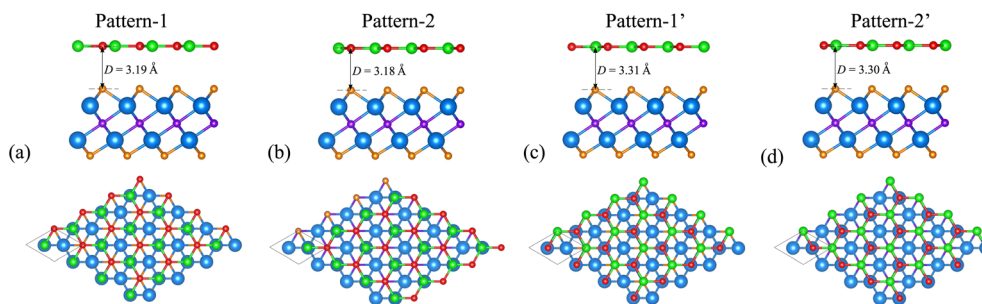 Pattern-1
Pattern-2
Pattern-1’
Pattern-2’
D = 3.19 Å
D = 3.18 Å
D = 3.31 Å
D = 3.30 Å
(a)
(b)
(c)
(d)